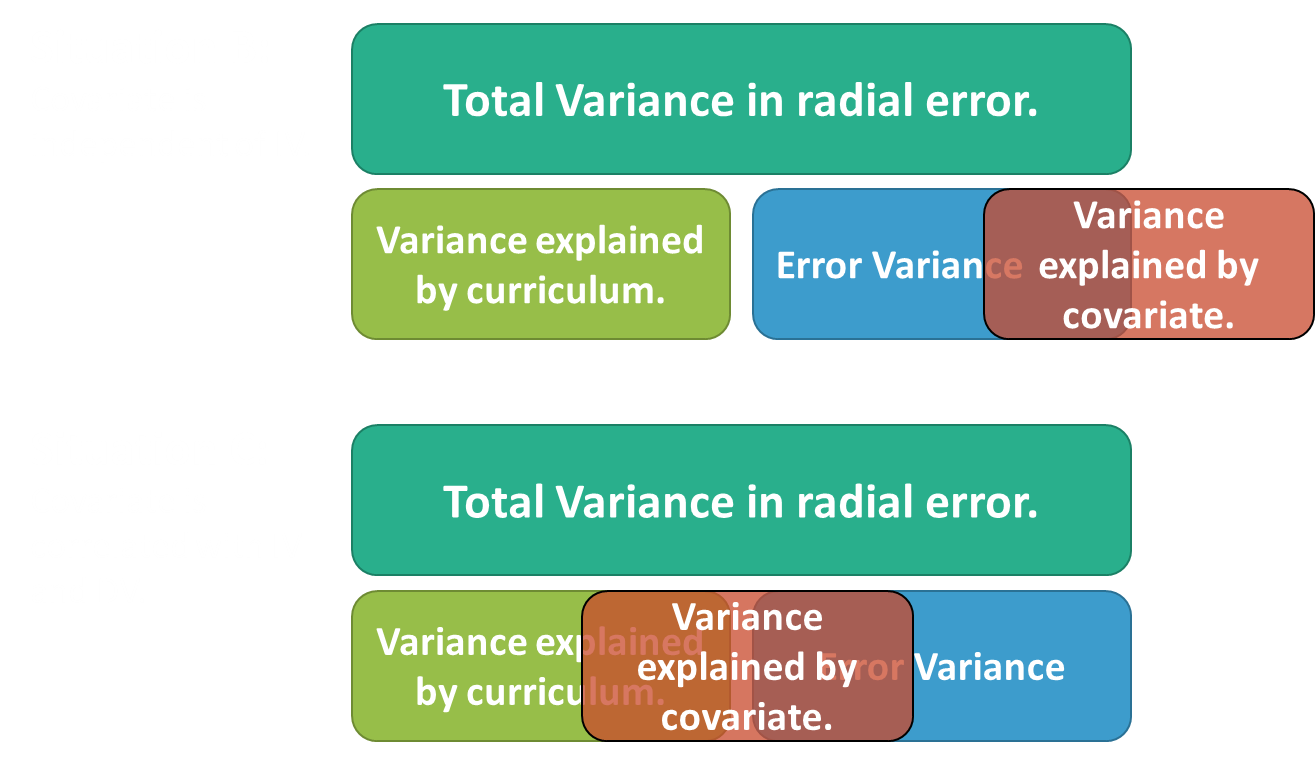 Total Variance in radial error.
Variance explained
by curriculum.
Error Variance
Variance
explained by
covariate.
Total Variance in radial error.
Variance explained
by curriculum.
Variance
explained by
covariate.
Error Variance